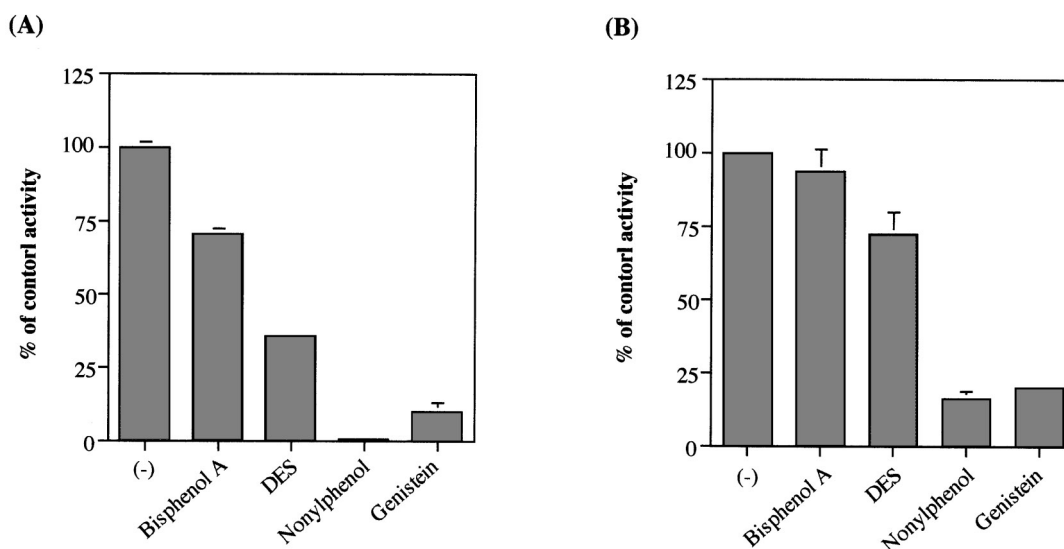 (A)
% of contorl activity
125
100
75
50
25
0
(-)
Bisphenol A
DES
Nonylphenol
Genistein
(B)
% of contorl activity
125
100
75
50
25
0
(-)
Bisphenol A
DES
Nonylphenol
Genistein